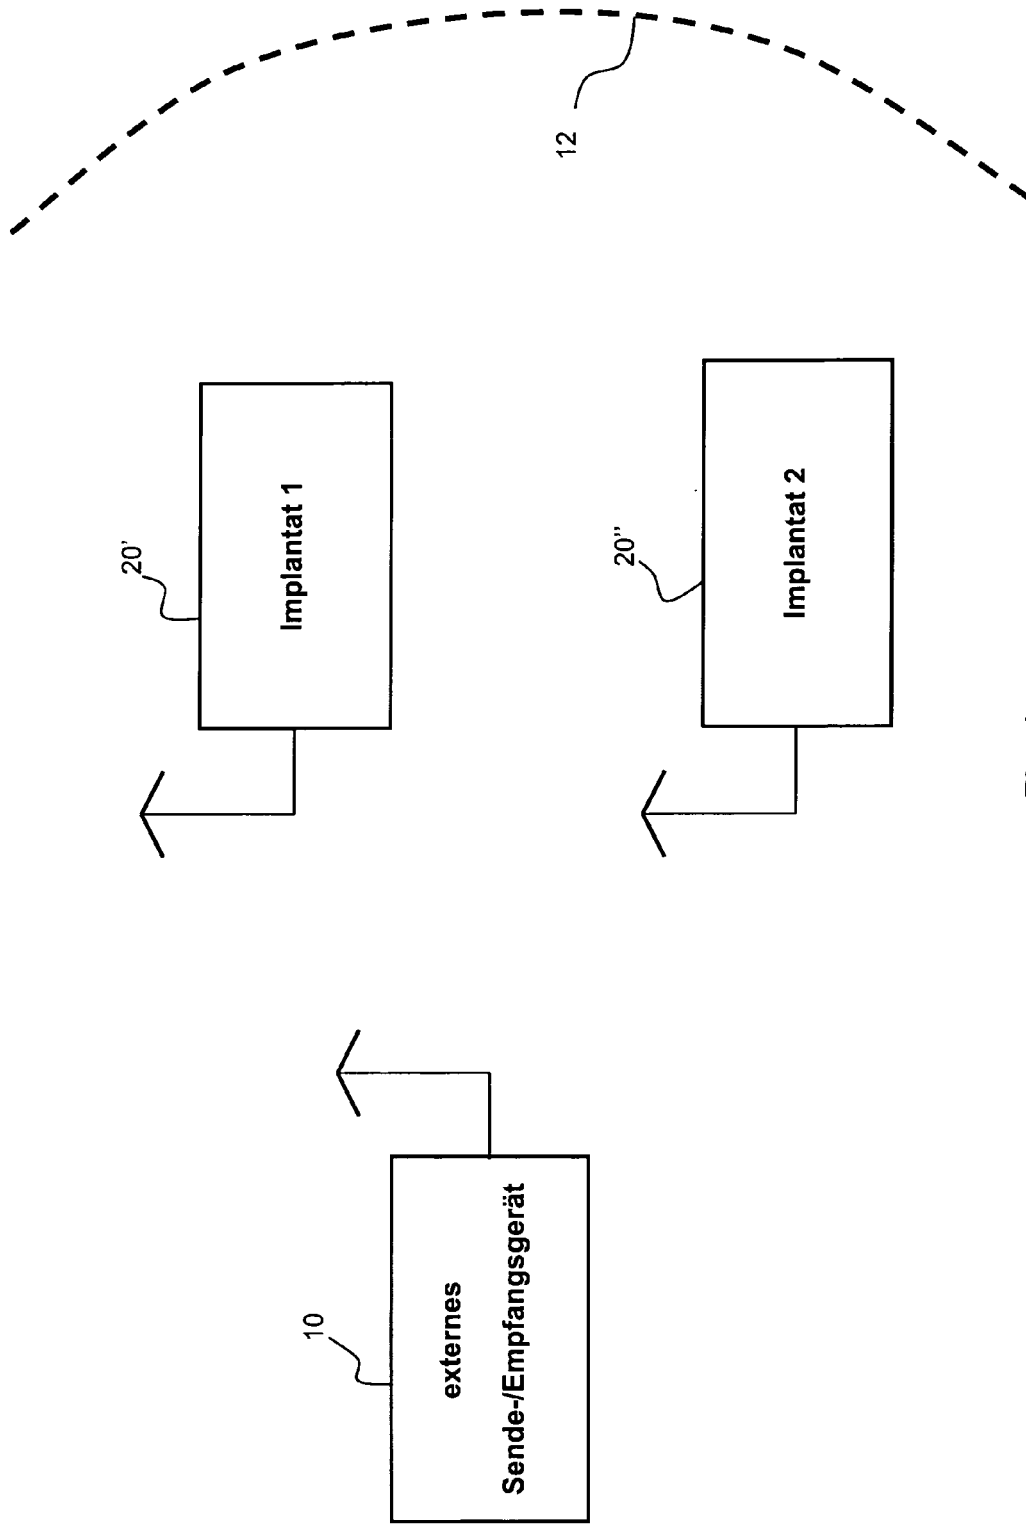 10
externes
Sende-/Empfangsgerät
20'
Implantat 1
20"
Implantat 2
12